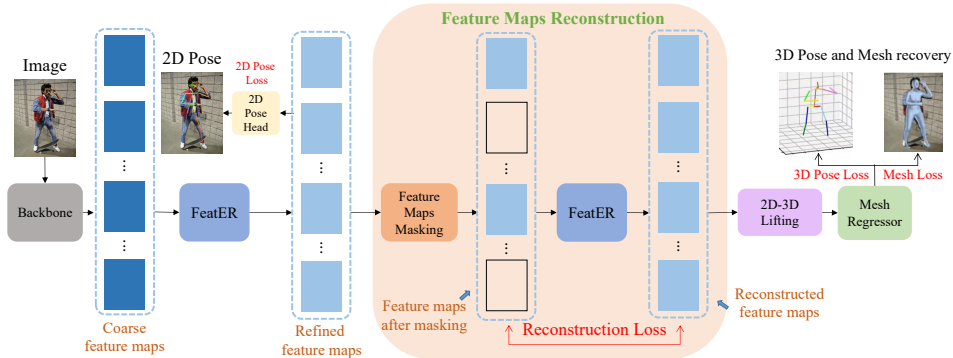 Feature Maps Reconstruction
Image
2D Pose
2D Pose
Loss
2D
Pose
Head
3D Pose and Mesh recovery
3D Pose Loss
Mesh Loss
Backbone
FeatER
Feature
Maps
Masking
FeatER
2D-3D
Lifting
Mesh
Regressor
Coarse
feature maps
Refined
feature maps
Feature maps
after masking
Reconstruction Loss
Reconstructed
feature maps